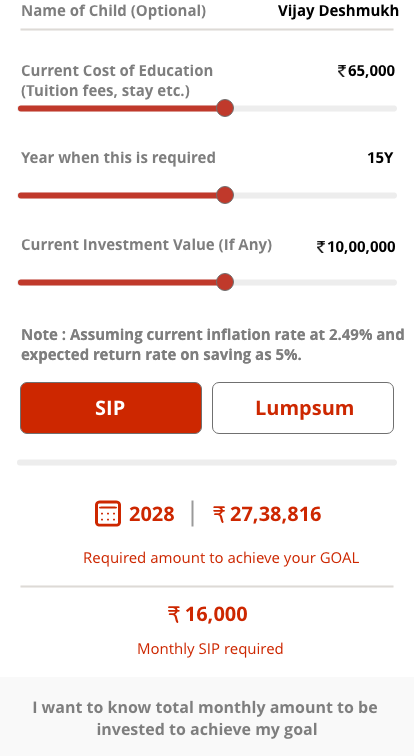 Name of Child (Optional) Vijay Deshmukh
Current Cost of Education ₹65,000
(Tuition fees, stay etc.)
Year when this is required 15Y
Current Investment Value (If Any) ₹10,00,000
Note : Assuming current inflation rate at 2.49% and
expected return rate on saving as 5%.
SIP Lumpsum
2028 ₹ 27,38,816
Required amount to achieve your GOAL
₹ 16,000
Monthly SIP required
I want to know total monthly amount to be
invested to achieve my goal